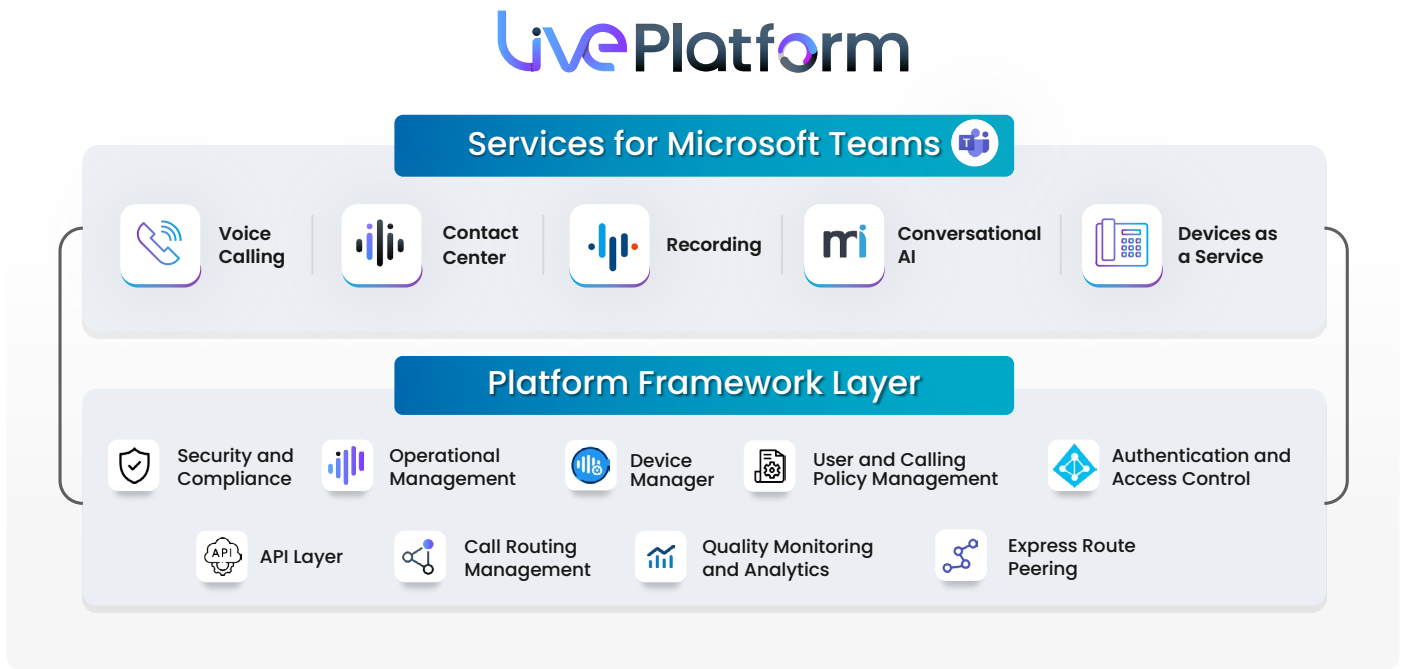 LivePlatform
Services for Microsoft Teams
T
Voice
Calling
Contact
Center
Recording
mi
Conversational
AI
Devices as
a Service
Platform Framework Layer
Security and
Compliance
Operational
Management
Device
Manager
User and Calling
Policy Management
Authentication and
Access Control
API
API Layer
Call Routing
Management
Quality Monitoring
and Analytics
Express Route
Peering